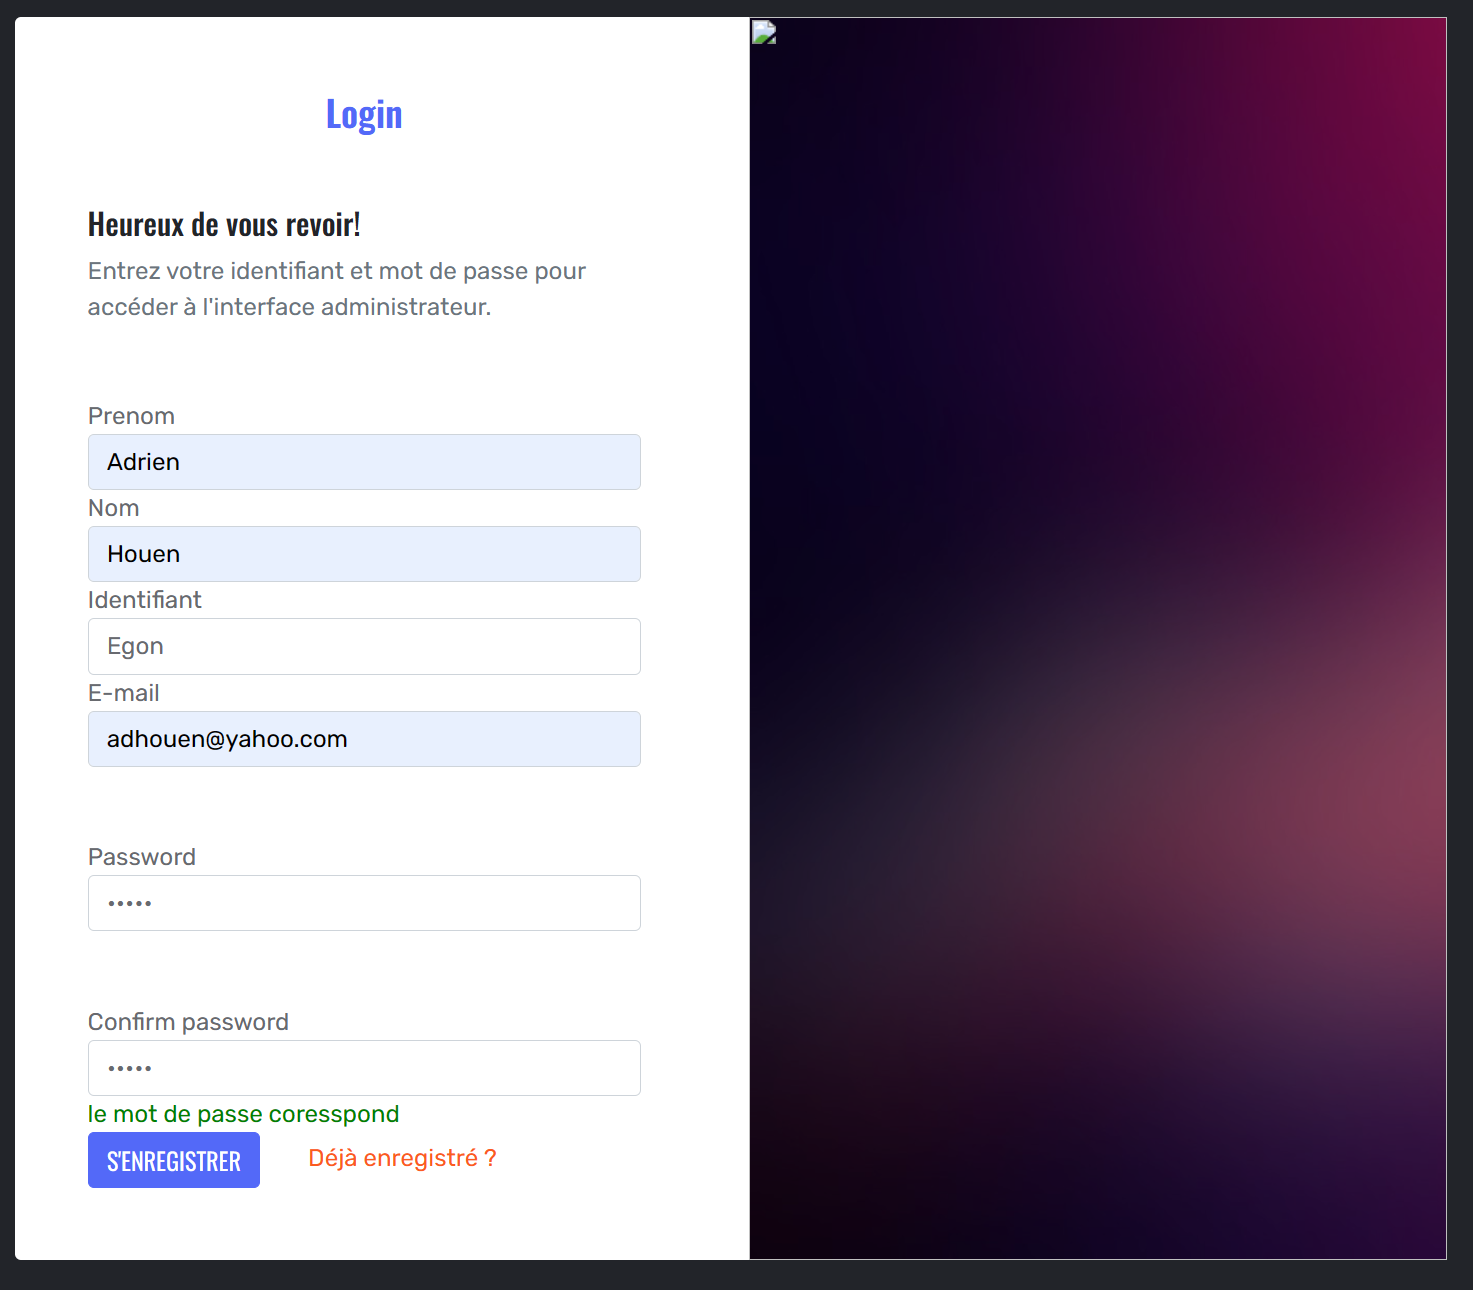 Login
Heureux de vous revoir!
Entrez votre identifiant et mot de passe pour
accéder à l'interface administrateur.
Prenom
Adrien
Nom
Houen
Identifiant
Egon
E-mail
adhouen@yahoo.com
Password
•••••
Confirm password
•••••
le mot de passe coresspond
S'ENREGISTRER Déjà enregistré ?